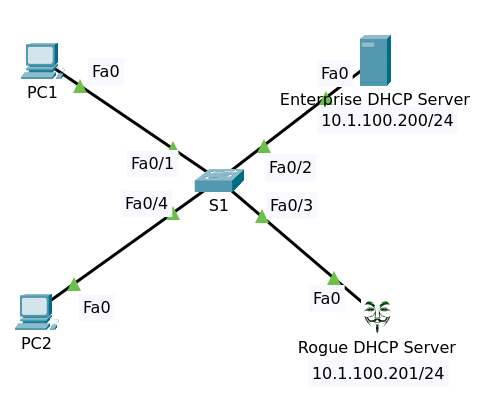 Fa0
PC1
Fa0
Enterprise DHCP Server
10.1.100.200/24
Fa0/1
Fa0/2
Fa0/4
S1
Fa0/3
Fa0
PC2
Fa0
Rogue DHCP Server
10.1.100.201/24